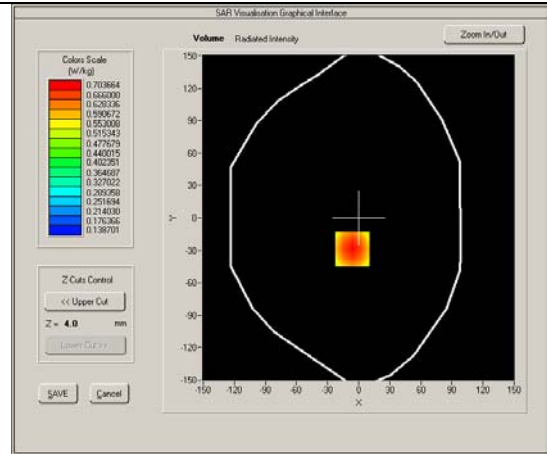 SAR Visualisation Graphical Interface
Volume Radiated Intensity
Zoom In/Out
Colors Scale
(W/kg)
0.703664
0.666000
0.628336
0.590672
0.553008
0.515343
0.477679
0.440015
0.402351
0.364687
0.327022
0.289358
0.251694
0.214030
0.176366
0.138701
150
120
90
60
30
0
-30
-60
-90
-120
-150
Y
-150 -120 -90 -60 -30 0 30 60 90 120 150
X
Z Cuts Control
<< Upper Cut
Z = 4.0 mm
Lower Cut >>
SAVE Cancel